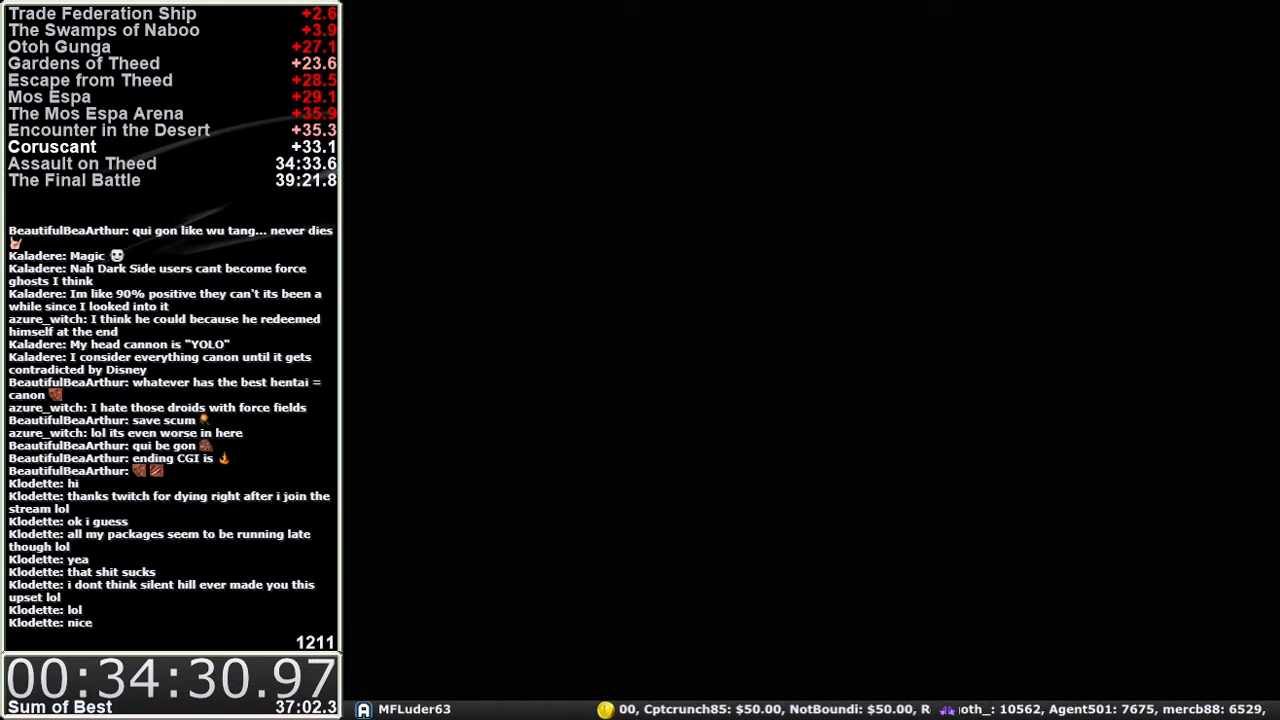 Trade Federation Ship +2.6
The Swamps of Naboo +3.9
Otoh Gunga +27.1
Gardens of Theed +23.6
Escape from Theed +28.5
Mos Espa +29.1
The Mos Espa Arena +35.9
Encounter in the Desert +35.3
Coruscant +33.1
Assault on Theed 34:33.6
The Final Battle 39:21.8
BeautifulBeaArthur: qui gon like wu tang... never dies
Kaladere: Magic
Kaladere: Nah Dark Side users cant become force
ghosts I think
Kaladere: Im like 90% positive they can't its been a
while since I looked into it
azure_witch: I think he could because he redeemed
himself at the end
Kaladere: My head cannon is "YOLO"
Kaladere: I consider everything canon until it gets
contradicted by Disney
BeautifulBeaArthur: whatever has the best hentai =
canon
azure_witch: I hate those droids with force fields
BeautifulBeaArthur: save scum
azure_witch: lol its even worse in here
BeautifulBeaArthur: qui be gon
BeautifulBeaArthur: ending CGI is
BeautifulBeaArthur:
Klodette: hi
Klodette: thanks twitch for dying right after i join the
stream lol
Klodette: ok i guess
Klodette: all my packages seem to be running late
though lol
Klodette: yea
Klodette: that shit sucks
Klodette: i dont think silent hill ever made you this
upset lol
Klodette: lol
Klodette: nice
1211
00:34:30.97
Sum of Best 37:02.3
MFLuder63 00, Cptcrunch85: $50.00, NotBoundi: $50.00, R oth_: 10562, Agent501: 7675, mercb88: 6529,